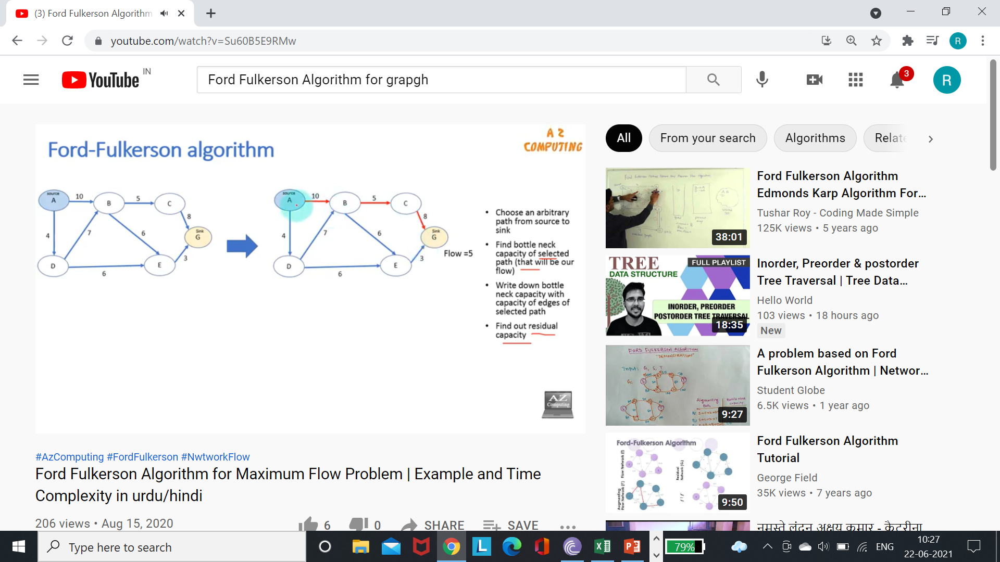 (3) Ford Fulkerson Algorithm
youtube.com/watch?v=Su60B5E9RMw
R
YouTube IN
Ford Fulkerson Algorithm for grapgh
3
R
Ford-Fulkerson algorithm
A Z
COMPUTING
source
A
10
B
5
C
8
Sink
G
4
7
6
3
D
6
E
source
A
10
B
5
C
8
Sink
G
4
7
6
3
D
6
E
Flow =5
• Choose an arbitrary
path from source to
sink
• Find bottle neck
capacity of selected
path (that will be our
flow)
• Write down bottle
neck capacity with
capacity of edges of
selected path
• Find out residual
capacity
AZ
Computing
#AzComputing #FordFulkerson #NwtworkFlow
Ford Fulkerson Algorithm for Maximum Flow Problem | Example and Time
Complexity in urdu/hindi
206 views • Aug 15, 2020
6
0
SHARE
SAVE
All
From your search
Algorithms
Relate
38:01
Ford Fulkerson Algorithm
Edmonds Karp Algorithm For...
Tushar Roy - Coding Made Simple
125K views • 5 years ago
TREE
DATA STRUCTURE
FULL PLAYLIST
INORDER, PREORDER
POSTORDER TREE TRAVERSAL
18:35
Inorder, Preorder & postorder
Tree Traversal | Tree Data...
Hello World
103 views • 18 hours ago
New
FORD FULKERSON ALGORITHM
"DEMONSTRATION"
Input: G, S, T
9:27
A problem based on Ford
Fulkerson Algorithm | Networ...
Student Globe
6.5K views • 1 year ago
Ford-Fulkerson Algorithm
Flow Network (f)
Residual
Augmenting
9:50
Ford Fulkerson Algorithm
Tutorial
George Field
35K views • 7 years ago
नमस्ते लंदन अक्षय कुमार - कैटरीना
Type here to search
79%
ENG
10:27
22-06-2021